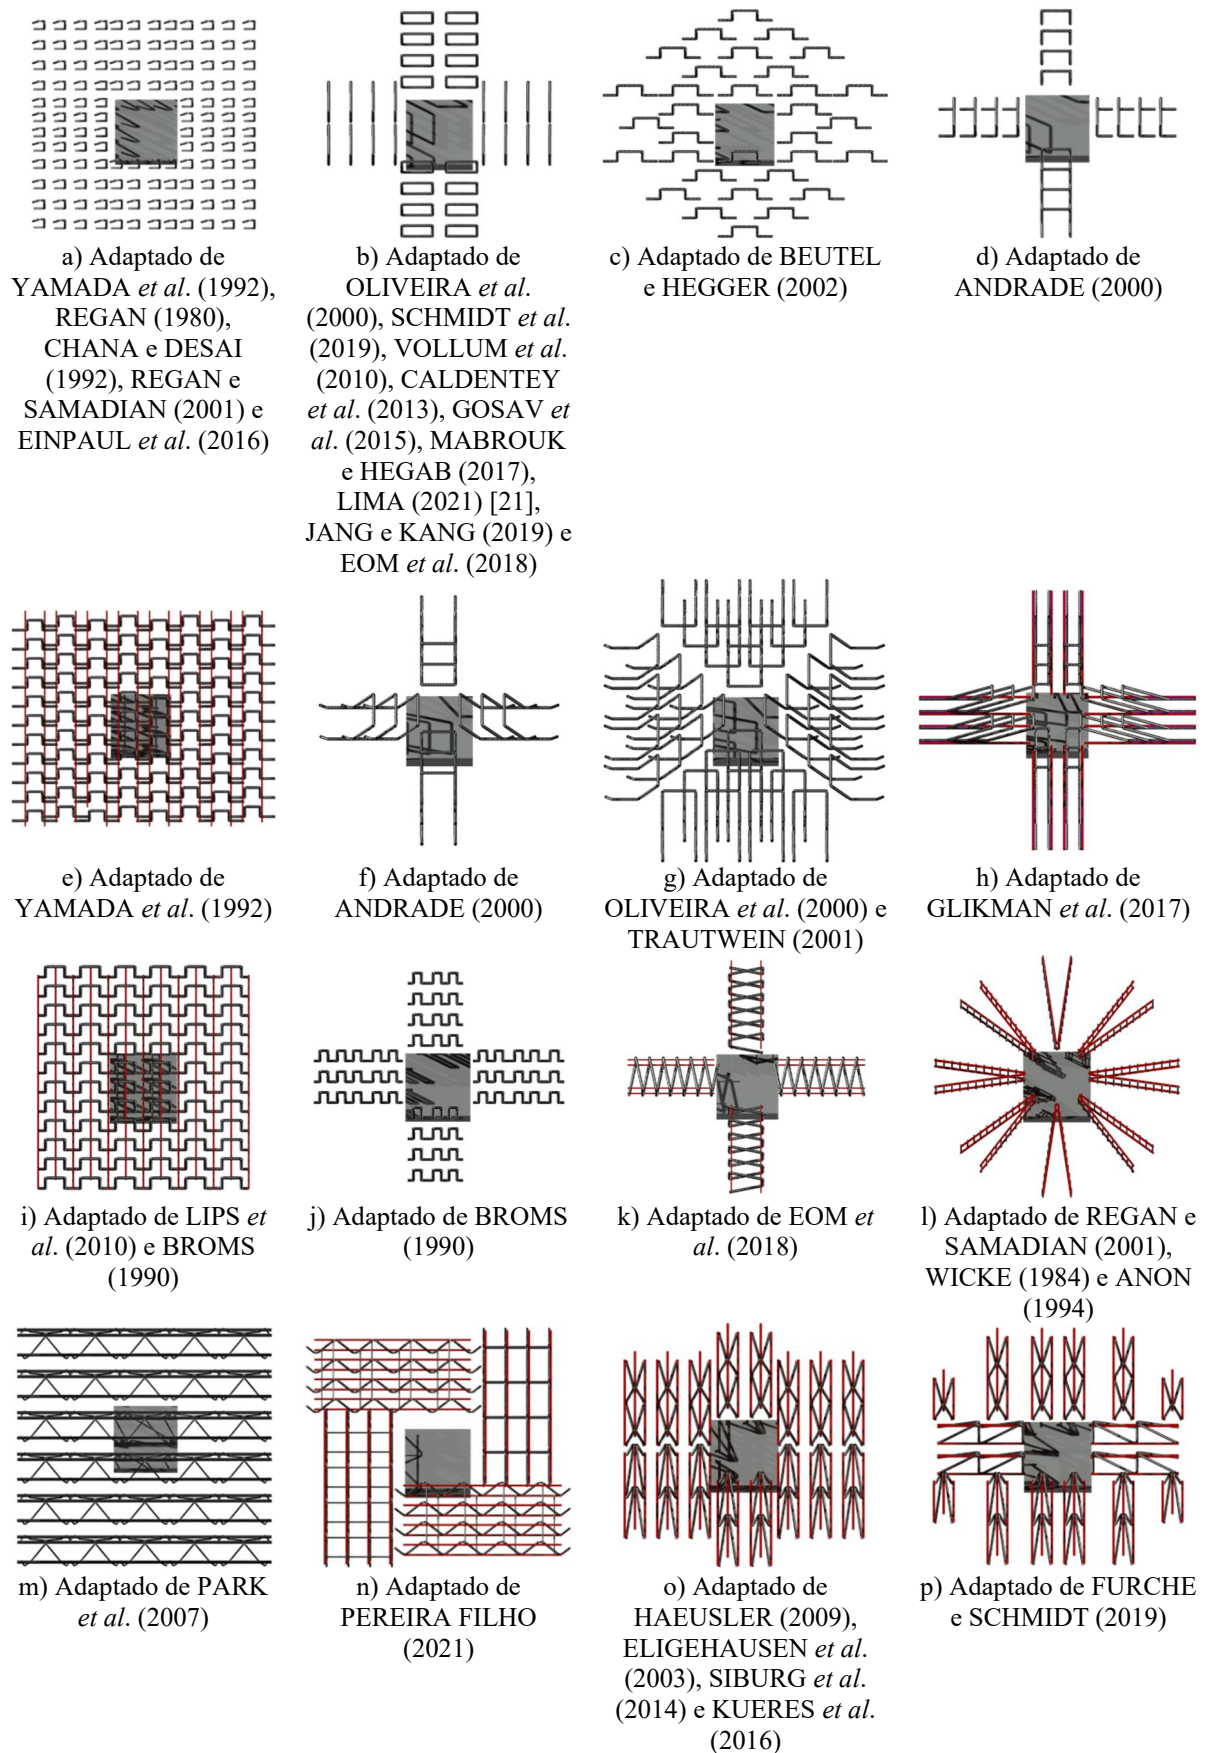 a) Adaptado de
YAMADA et al. (1992),
REGAN (1980),
CHANA e DESAI
(1992), REGAN e
SAMADIAN (2001) e
EINPAUL et al. (2016)
b) Adaptado de
OLIVEIRA et al.
(2000), SCHMIDT et al.
(2019), VOLLUM et al.
(2010), CALDENTEY
et al. (2013), GOSAV et
al. (2015), MABROUK
e HEGAB (2017),
LIMA (2021) [21],
JANG e KANG (2019) e
EOM et al. (2018)
c) Adaptado de BEUTEL
e HEGGER (2002)
d) Adaptado de
ANDRADE (2000)
e) Adaptado de
YAMADA et al. (1992)
f) Adaptado de
ANDRADE (2000)
g) Adaptado de
OLIVEIRA et al. (2000) e
TRAUTWEIN (2001)
h) Adaptado de
GLIKMAN et al. (2017)
i) Adaptado de LIPS et
al. (2010) e BROMS
(1990)
j) Adaptado de BROMS
(1990)
k) Adaptado de EOM et
al. (2018)
l) Adaptado de REGAN e
SAMADIAN (2001),
WICKE (1984) e ANON
(1994)
m) Adaptado de PARK
et al. (2007)
n) Adaptado de
PEREIRA FILHO
(2021)
o) Adaptado de
HAEUSLER (2009),
ELIGEHAUSEN et al.
(2003), SIBURG et al.
(2014) e KUERES et al.
(2016)
p) Adaptado de FURCHE
e SCHMIDT (2019)